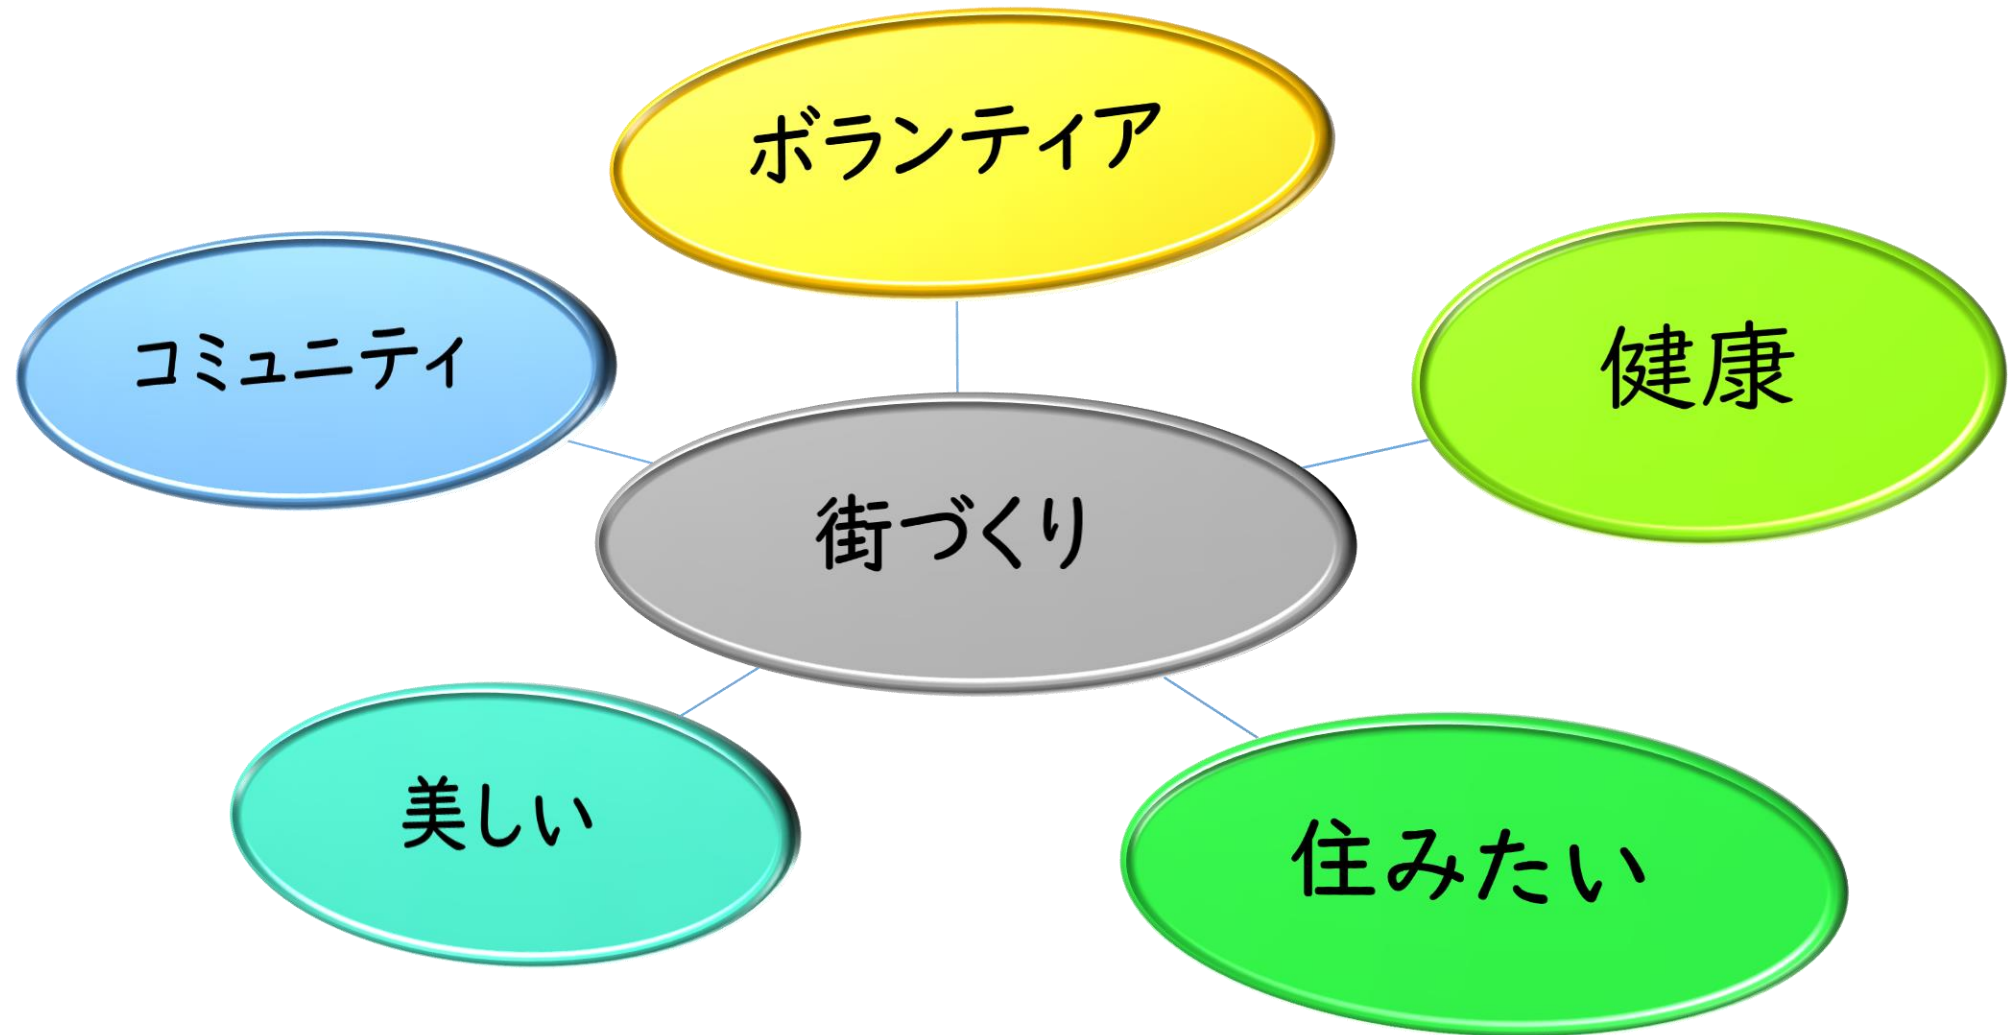 ボランティア
コミュニティ
健康
街づくり
美しい
住みたい